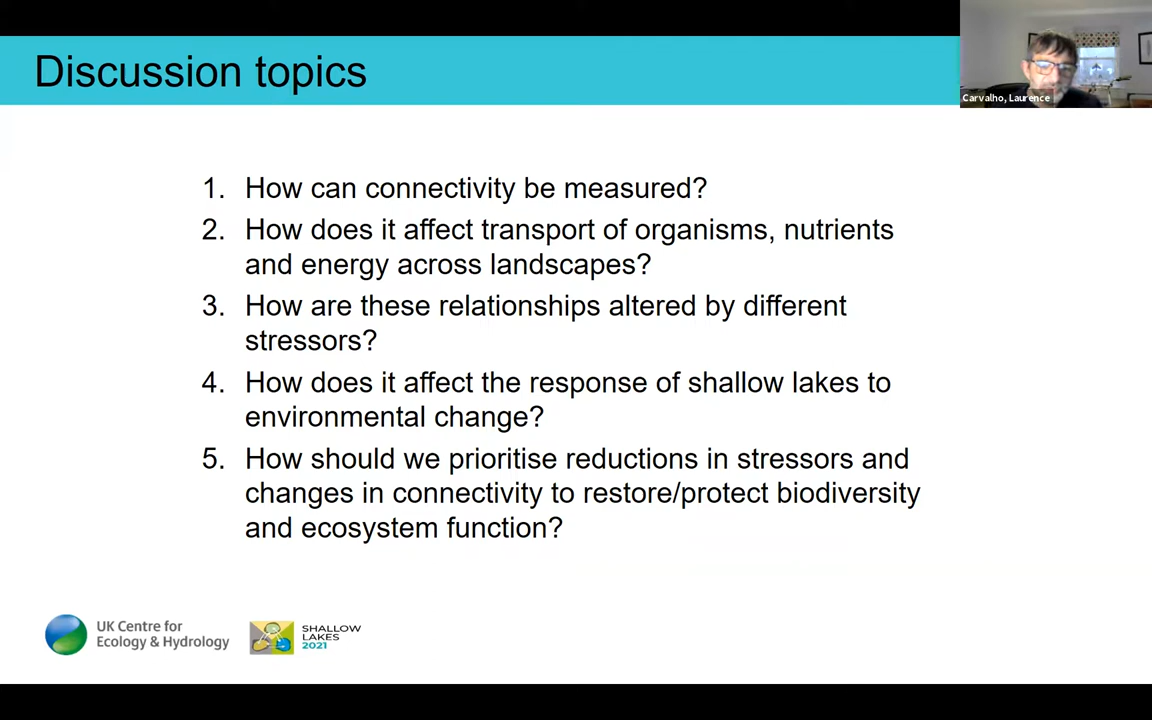 Discussion topics
Carvalho, Laurence
1. How can connectivity be measured?
2. How does it affect transport of organisms, nutrients
and energy across landscapes?
3. How are these relationships altered by different
stressors?
4. How does it affect the response of shallow lakes to
environmental change?
5. How should we prioritise reductions in stressors and
changes in connectivity to restore/protect biodiversity
and ecosystem function?
UK Centre for
Ecology & Hydrology
SHALLOW
LAKES
2021